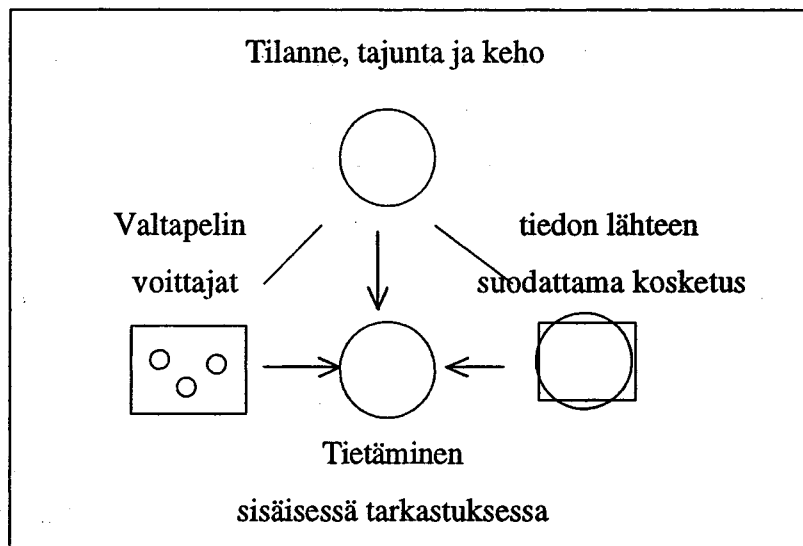 Tilanne, tajunta ja keho
Valtapelin
voittajat
tiedon lähteen
suodattama kosketus
Tietäminen
sisäisessä tarkastuksessa